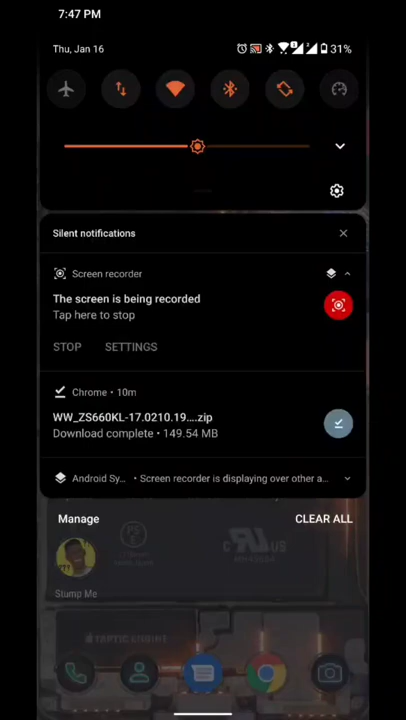 7:47 PM
Thu, Jan 16
31%
Silent notifications
Screen recorder
The screen is being recorded
Tap here to stop
STOP SETTINGS
Chrome • 10m
WW_ZS660KL-17.0210.19....zip
Download complete • 149.54 MB
Android Sy... • Screen recorder is displaying over other a...
Manage CLEAR ALL
Stump Me
TAPTIC ENGINE